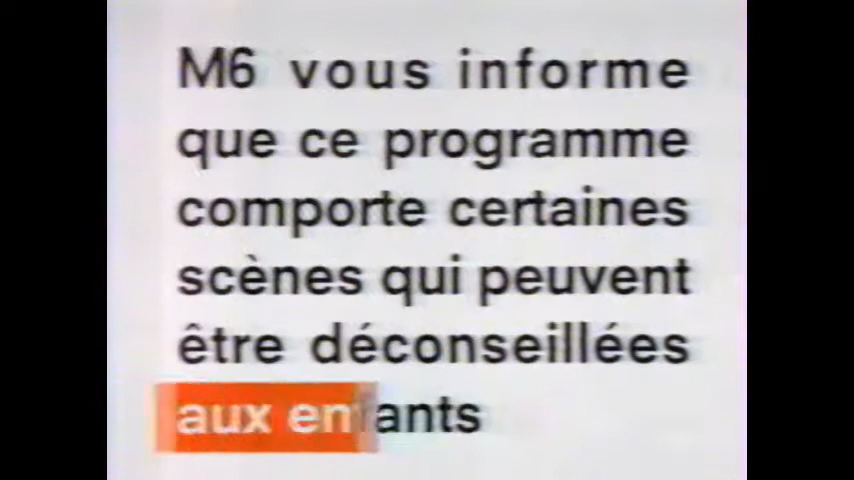 M6 vous informe
que ce programme
comporte certaines
scènes qui peuvent
être déconseillées
aux enfants